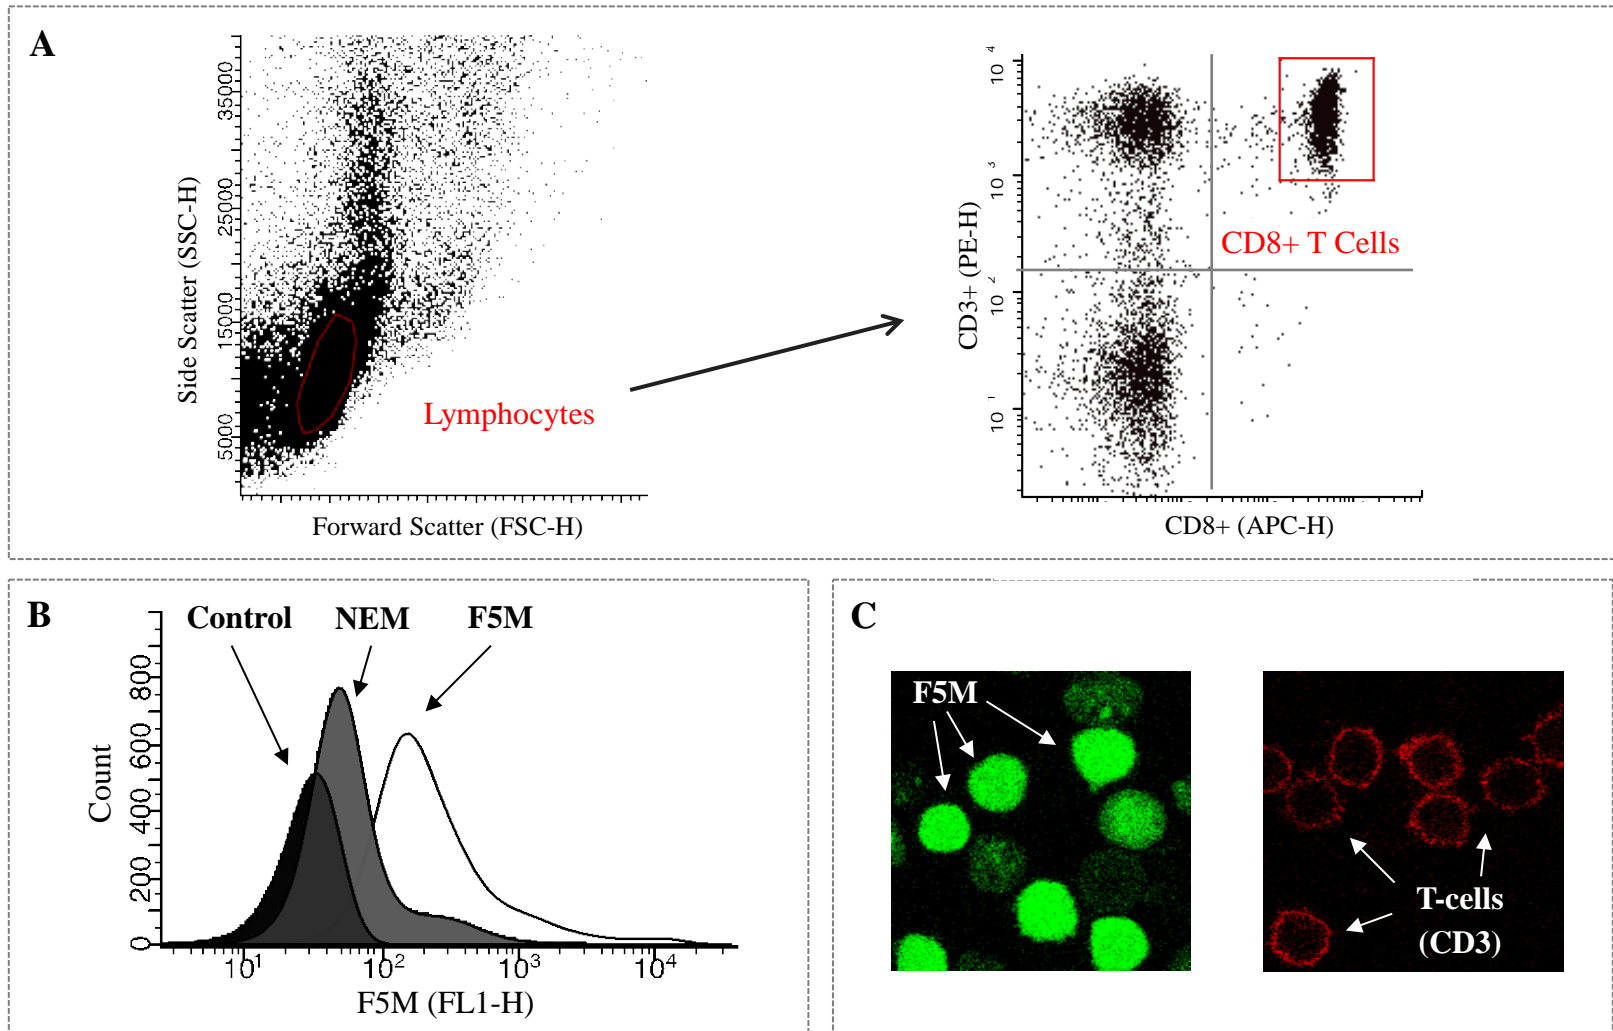 A
Side Scatter (SSC-H)
35000
25000
15000
5000
Lymphocytes
Forward Scatter (FSC-H)
CD3+ (PE-H)
10 4
10 3
10 2
10 1
CD8+ T Cells
CD8+ (APC-H)
B
Control NEM F5M
Count
800
600
400
200
0
10¹ 10² 10³ 10⁴
F5M (FL1-H)
C
F5M
T-cells
(CD3)